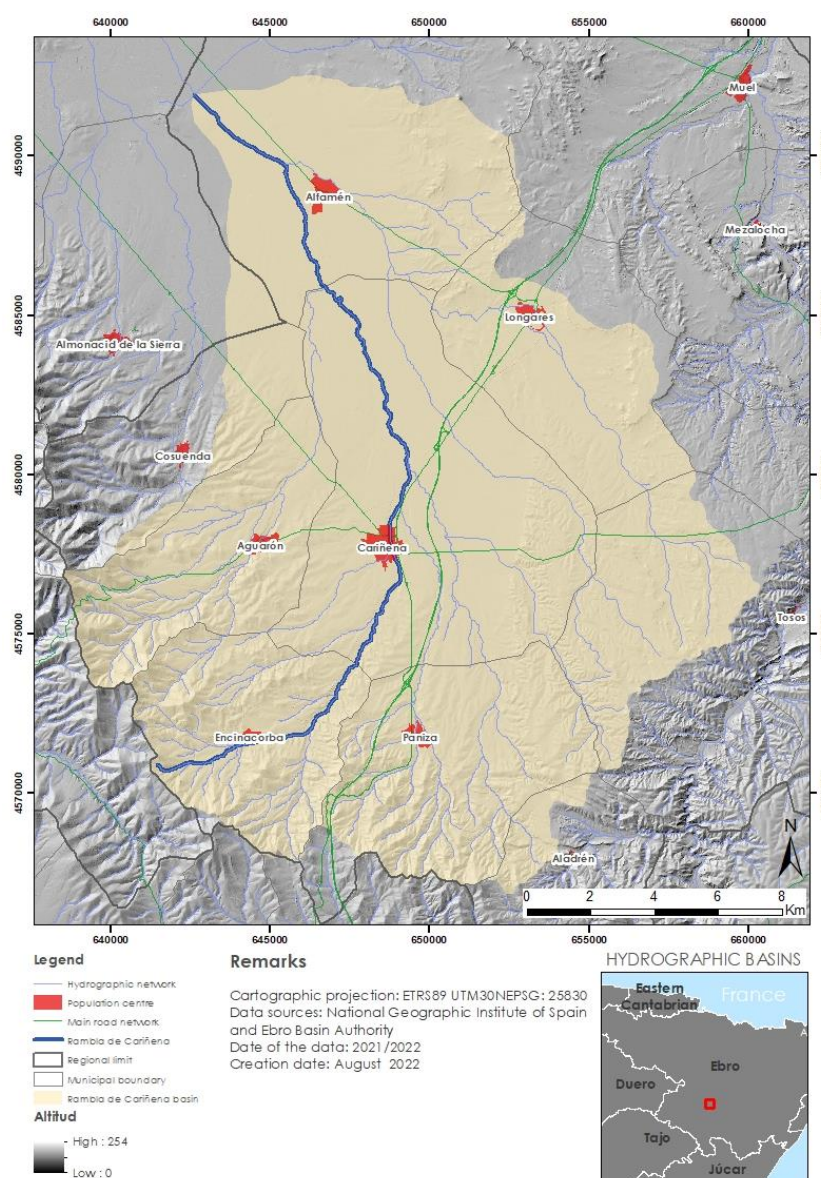 640000 645000 650000 655000 660000
Muel
4590000
Alfamén
Mezalocha
4585000
Longares
Almonacid de la Sierra
Cosuenda
4580000
Aguarón
Cariñena
4575000
Tosos
Encinacorba
Paniza
4570000
Aladrén
N
0 2 4 6 8
Km
640000 645000 650000 655000 660000
Legend
Hydrographic network
Population centre
Main road network
Rambla de Cariñena
Regional limit
Municipal boundary
Rambla de Cariñena basin
Altitud
High : 254
Low : 0
Remarks
Cartographic projection: ETRS89 UTM30NEPSG: 25830
Data sources: National Geographic Institute of Spain
and Ebro Basin Authority
Date of the data: 2021/2022
Creation date: August 2022
HYDROGRAPHIC BASINS
Eastern
Cantabrian
France
A
Ebro
Duero
Tajo
Júcar